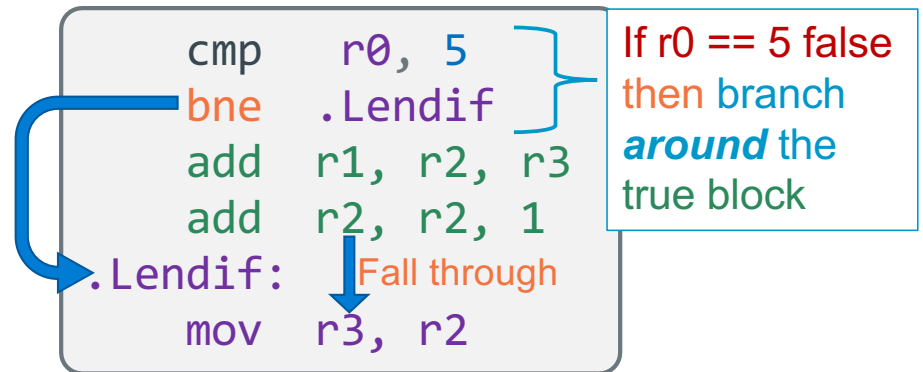 cmp r0, 5
bne .Lendif
add r1, r2, r3
add r2, r2, 1
.Lendif: Fall through
mov r3, r2
If r0 == 5 false
then branch
around the
true block